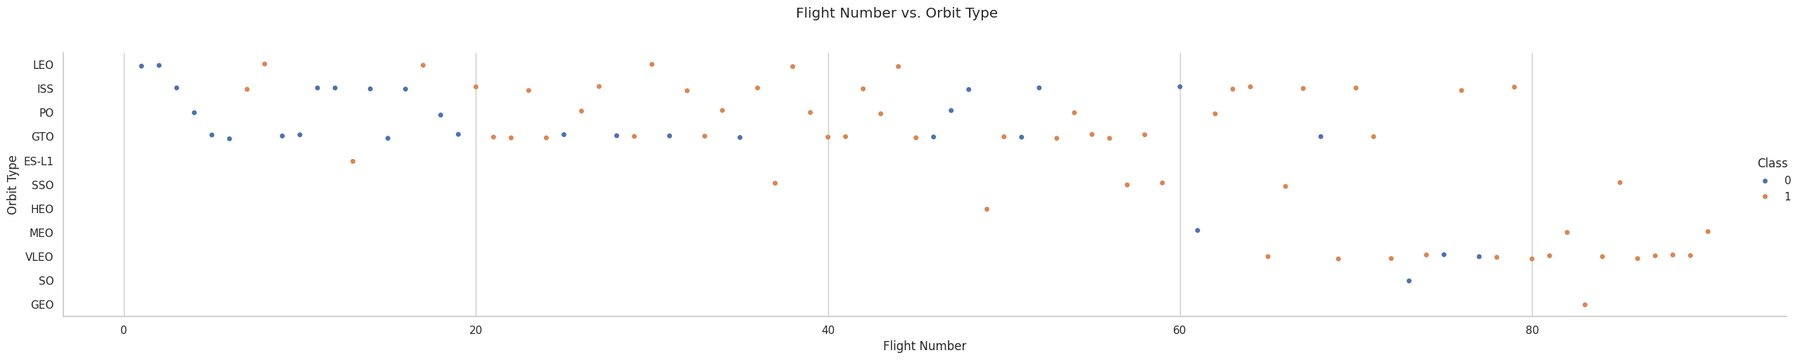 Flight Number vs. Orbit Type
LEO
ISS
PO
GTO
ES-L1
SSO
HEO
MEO
VLEO
SO
GEO
Orbit Type
0 20 40 60 80
Flight Number
Class
0
1